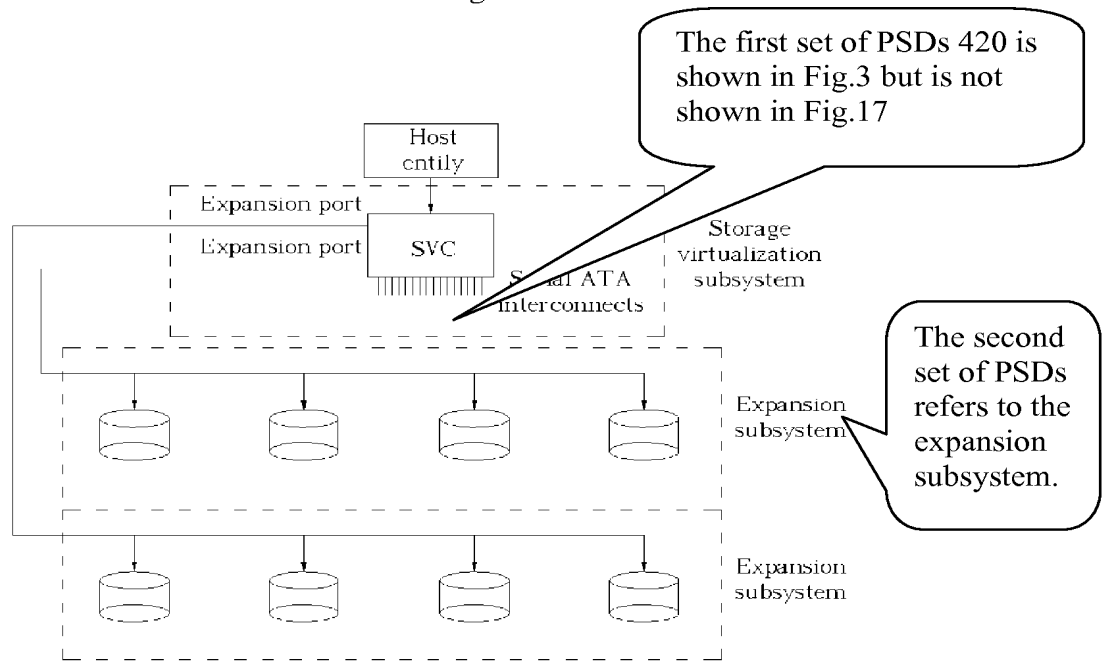 The first set of PSDs 420 is
shown in Fig.3 but is not
shown in Fig.17
Host
entily
Expansion port
Expansion port
SVC
ATA
interconnects
Storage
virtualization
subsystem
The second
set of PSDs
refers to the
expansion
subsystem.
Expansion
subsystem
Expansion
subsystem